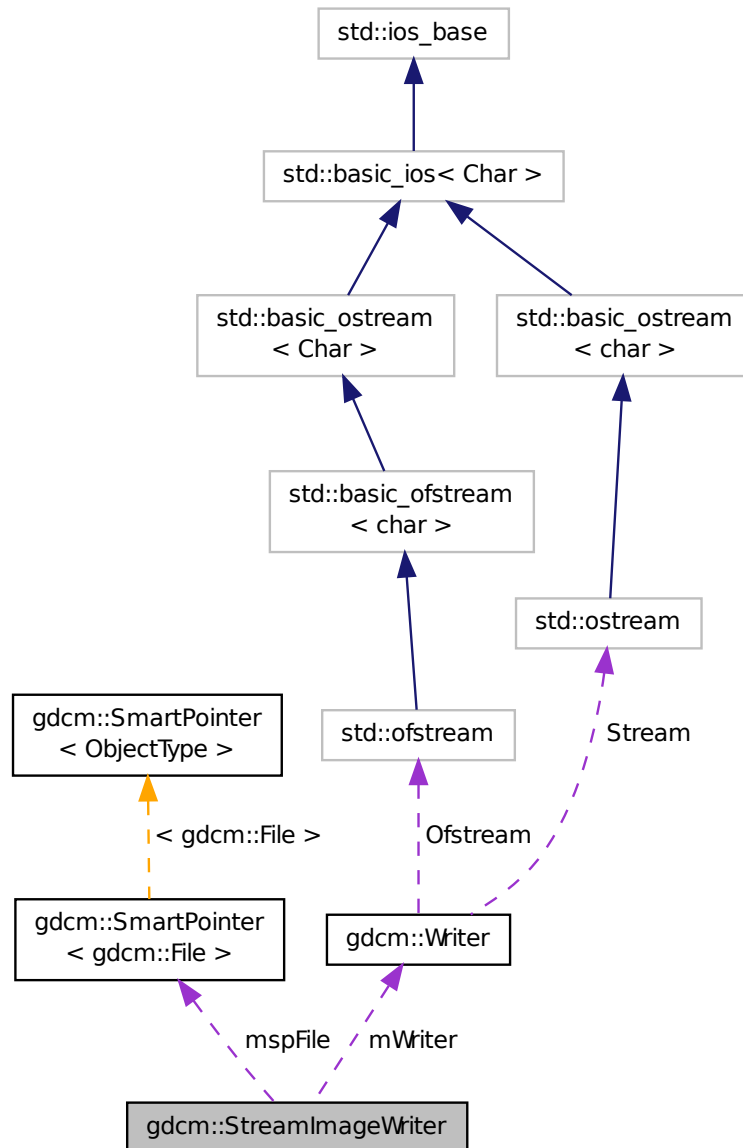 std::ios_base
std::basic_ios< Char >
std::basic_ostream
< Char >
std::basic_ostream
< char >
std::basic_ofstream
< char >
std::ostream
gdcm::SmartPointer
< ObjectType >
std::ofstream
Stream
< gdcm::File >
Ofstream
gdcm::SmartPointer
< gdcm::File >
gdcm::Writer
mspFile
mWriter
gdcm::StreamImageWriter